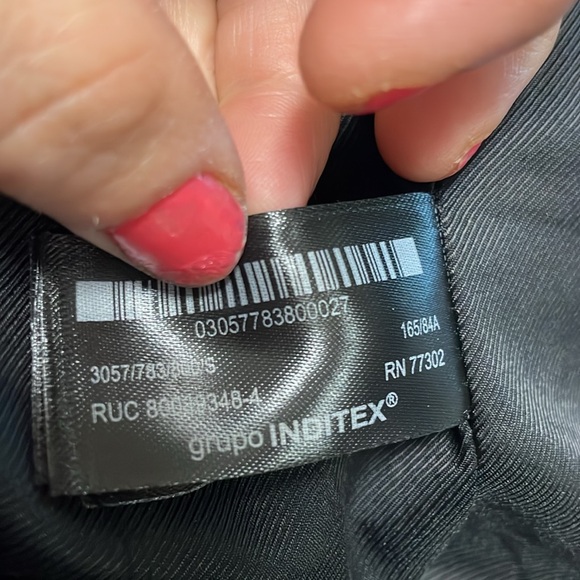 03057783800027
165/84A
3057/783/800/S
RN 77302
RUC
grupo INDITEX®